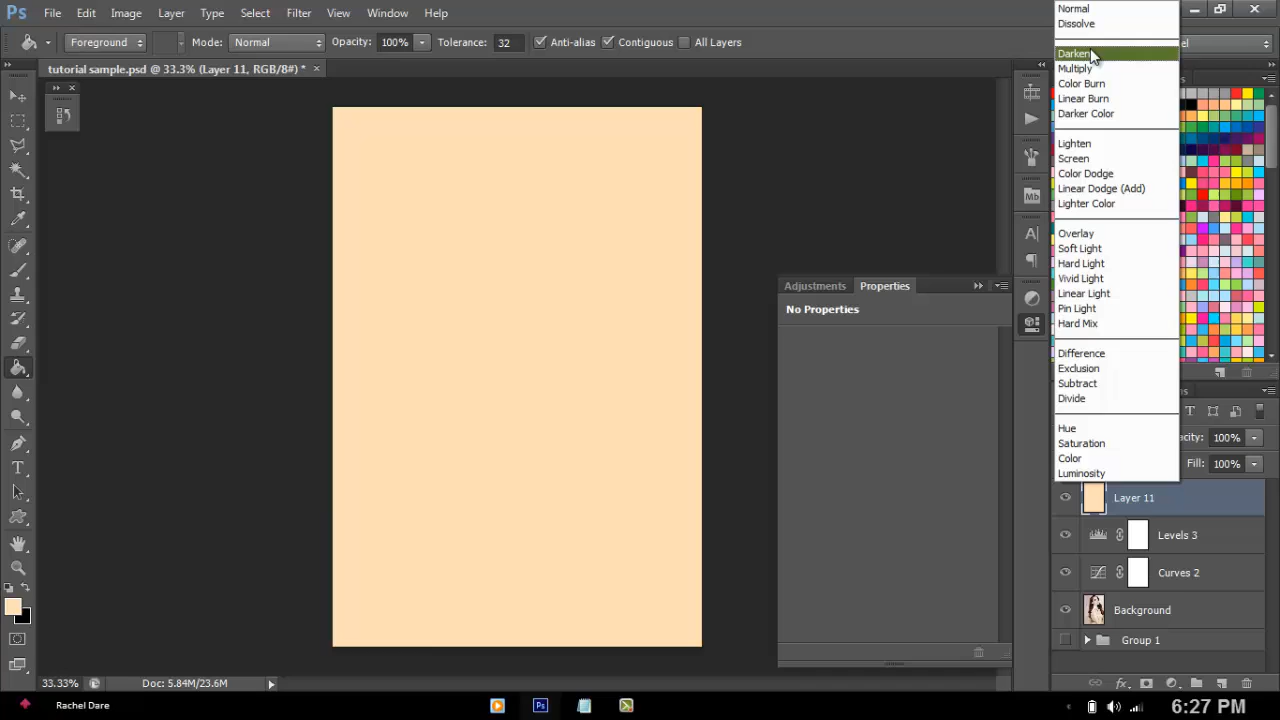 Ps File Edit Image Layer Type Select Filter View Window Help
Foreground Mode: Normal Opacity: 100% Tolerance: 32 Anti-alias Contiguous All Layers
tutorial sample.psd @ 33.3% (Layer 11, RGB/8#) * ×
Normal
Dissolve
Darken
Multiply
Color Burn
Linear Burn
Darker Color
Lighten
Screen
Color Dodge
Linear Dodge (Add)
Lighter Color
Overlay
Soft Light
Hard Light
Vivid Light
Linear Light
Pin Light
Hard Mix
Difference
Exclusion
Subtract
Divide
Hue
Saturation
Color
Luminosity
Adjustments Properties
No Properties
Mb
100%
Fill: 100%
Layer 11
Levels 3
Curves 2
Background
Group 1
33.33% Doc: 5.84M/23.6M
Rachel Dare Ps 6:27 PM